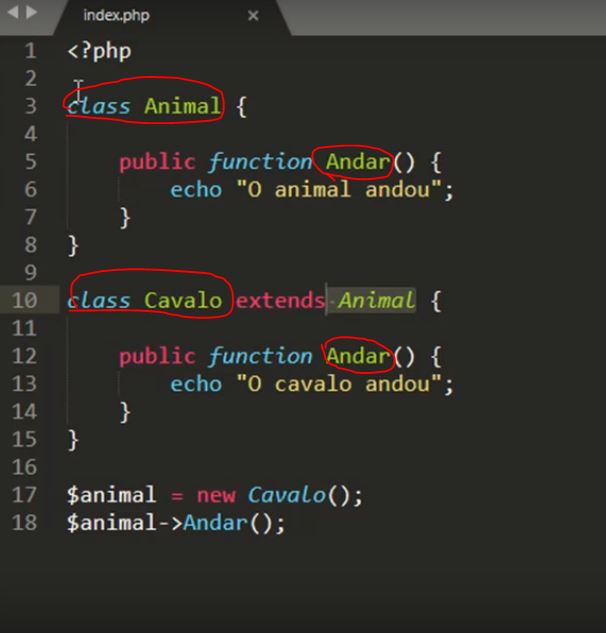 index.php
1 <?php
2
3 class Animal {
4
5 public function Andar() {
6 echo "O animal andou";
7 }
8 }
9
10 class Cavalo extends Animal {
11
12 public function Andar() {
13 echo "O cavalo andou";
14 }
15 }
16
17 $animal = new Cavalo();
18 $animal->Andar();